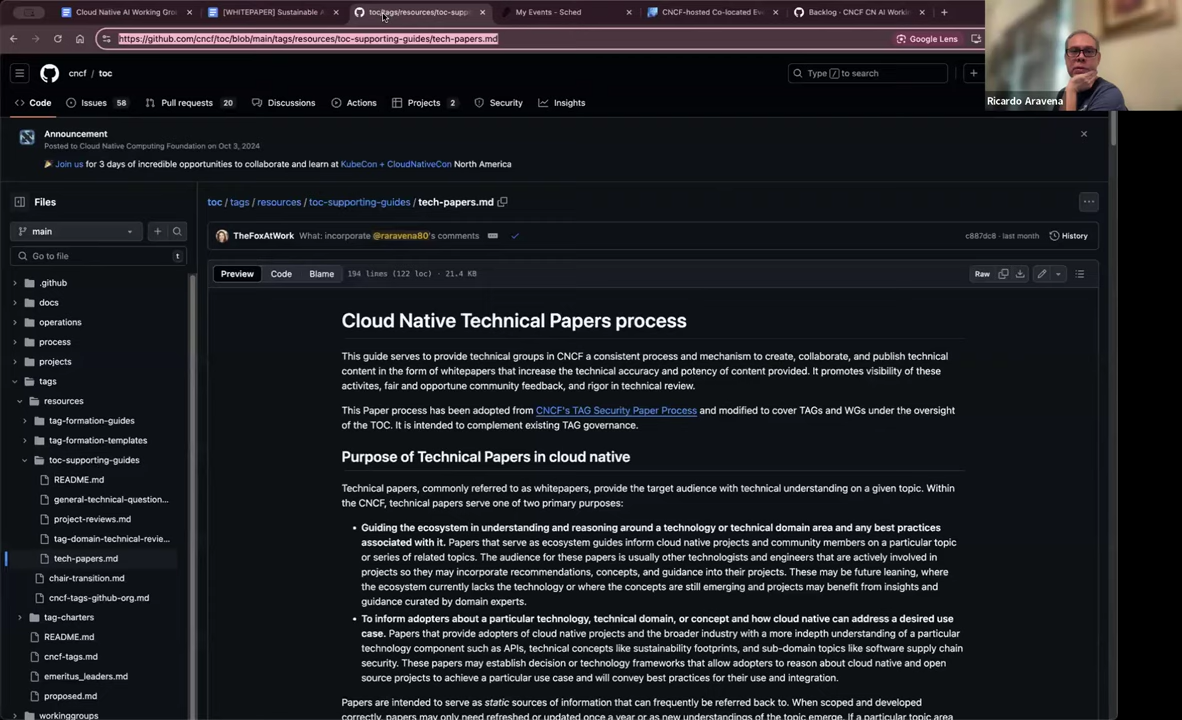 Cloud Native AI Working Gro
[WHITEPAPER] Sustainable A
toc/tags/resources/toc-supp
My Events - Sched
CNCF-hosted Co-located Eve
Backlog - CNCF CN AIWorki
https://github.com/cncf/toc/blob/main/tags/resources/toc-supporting-guides/tech-papers.md
Google Lens
cncf / toc
Type / to search
Ricardo Aravena
Code
Issues 58
Pull requests 20
Discussions
Actions
Projects 2
Security
Insights
Announcement
Posted to Cloud Native Computing Foundation on Oct 3, 2024
🎉 Join us for 3 days of incredible opportunities to collaborate and learn at KubeCon + CloudNativeCon North America
Files
main
Go to file
t
.github
docs
operations
process
projects
tags
resources
tag-formation-guides
tag-formation-templates
toc-supporting-guides
README.md
general-technical-question...
project-reviews.md
tag-domain-technical-revie...
tech-papers.md
chair-transition.md
cncf-tags-github-org.md
tag-charters
README.md
cncf-tags.md
emeritus_leaders.md
proposed.md
workinggroups
toc / tags / resources / toc-supporting-guides / tech-papers.md
TheFoxAtWork What: incorporate @raravena80's comments
c887dc8 · last month
History
Preview
Code
Blame
194 lines (122 loc) · 21.4 KB
Raw
Cloud Native Technical Papers process
This guide serves to provide technical groups in CNCF a consistent process and mechanism to create, collaborate, and publish technical
content in the form of whitepapers that increase the technical accuracy and potency of content provided. It promotes visibility of these
activites, fair and opportune community feedback, and rigor in technical review.
This Paper process has been adopted from CNCF's TAG Security Paper Process and modified to cover TAGs and WGs under the oversight
of the TOC. It is intended to complement existing TAG governance.
Purpose of Technical Papers in cloud native
Technical papers, commonly referred to as whitepapers, provide the target audience with technical understanding on a given topic. Within
the CNCF, technical papers serve one of two primary purposes:
• Guiding the ecosystem in understanding and reasoning around a technology or technical domain area and any best practices
associated with it. Papers that serve as ecosystem guides inform cloud native projects and community members on a particular topic
or series of related topics. The audience for these papers is usually other technologists and engineers that are actively involved in
projects so they may incorporate recommendations, concepts, and guidance into their projects. These may be future leaning, where
the ecosystem currently lacks the technology or where the concepts are still emerging and projects may benefit from insights and
guidance curated by domain experts.
• To inform adopters about a particular technology, technical domain, or concept and how cloud native can address a desired use
case. Papers that provide adopters of cloud native projects and the broader industry with a more indepth understanding of a particular
technology component such as APIs, technical concepts like sustainability footprints, and sub-domain topics like software supply chain
security. These papers may establish decision or technology frameworks that allow adopters to reason about cloud native and open
source projects to achieve a particular use case and will convey best practices for their use and integration.
Papers are intended to serve as static sources of information that can frequently be referred back to. When scoped and developed
correctly, papers may only need refreshed or updated once a year or as new understandings of the topic emerge. If a particular topic area